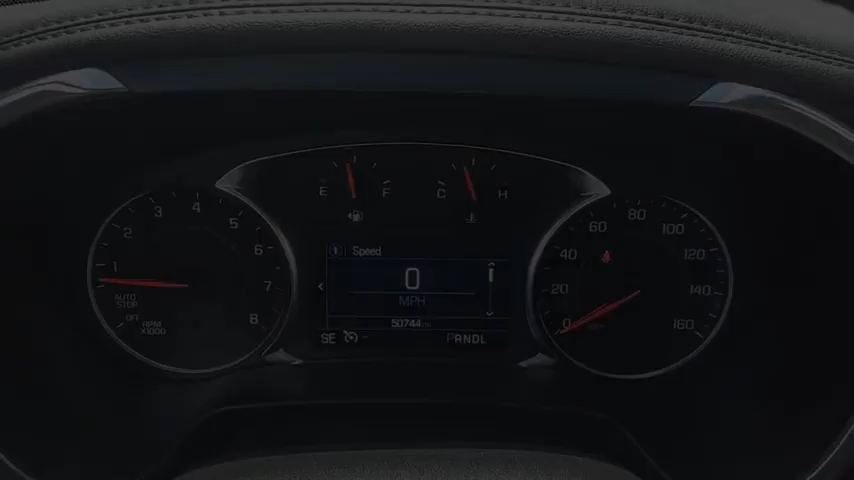 1 2 3 4 5 6 7 8
AUTO
STOP
OFF
RPM
X1000
E F
C H
1 Speed
0
MPH
50744
SE
PRNDL
0 20 40 60 80 100 120 140 160